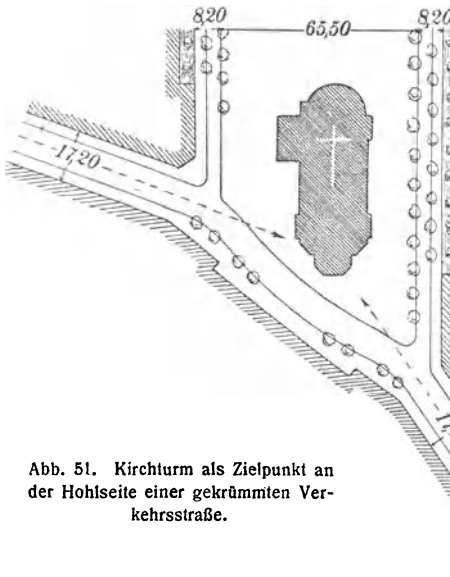 8,20
65,50
8,20
17,20
Abb. 51. Kirchturm als Zielpunkt an
der Hohlseite einer gekrümmten Ver-
kehrsstraße.